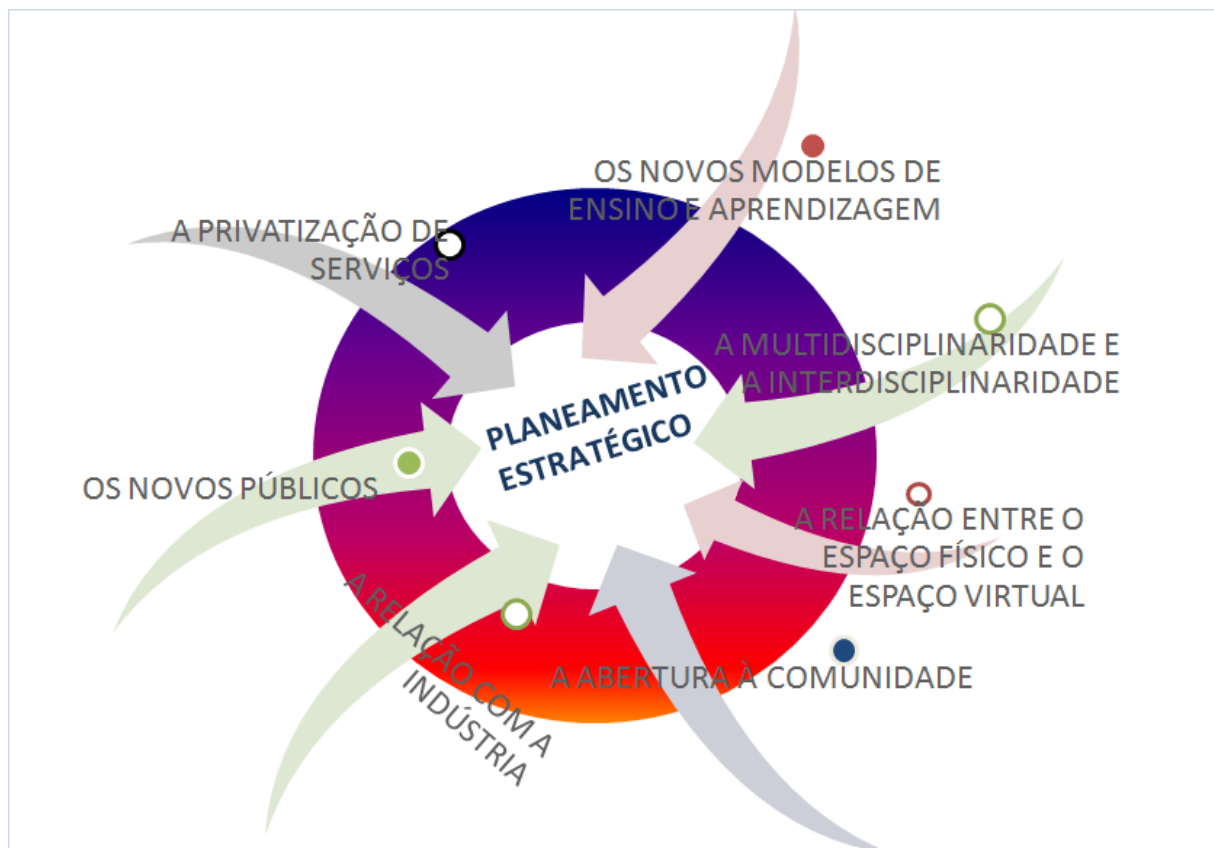 OS NOVOS MODELOS DE
ENSINO E APRENDIZAGEM
A PRIVATIZAÇÃO DE
SERVIÇOS
A MULTIDISCIPLINARIDADE E
A INTERDISCIPLINARIDADE
PLANEAMENTO
ESTRATÉGICO
OS NOVOS PÚBLICOS
A RELAÇÃO ENTRE O
ESPAÇO FÍSICO E O
ESPAÇO VIRTUAL
A RELAÇÃO COM A
INDÚSTRIA
A ABERTURA À COMUNIDADE